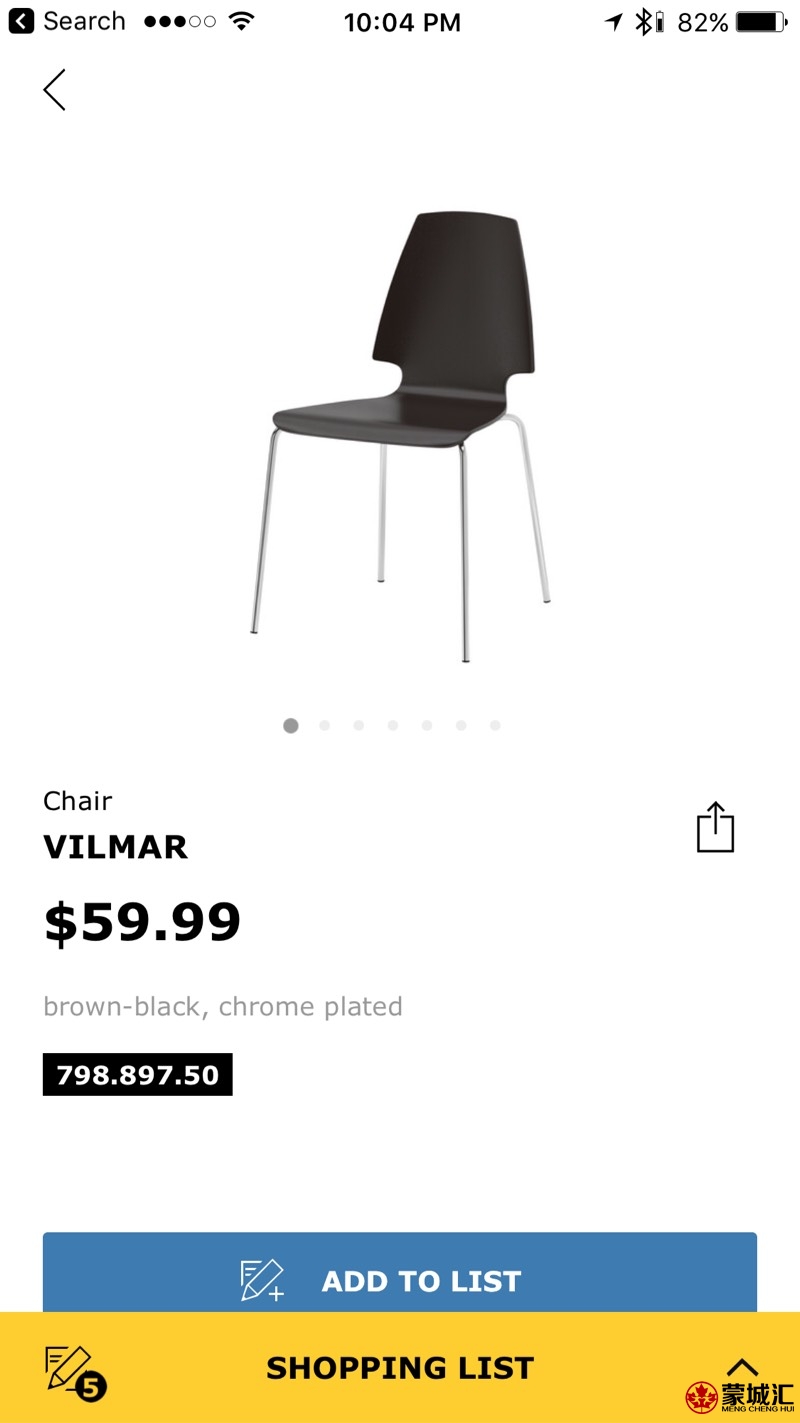 Search 10:04 PM 82%
Chair
VILMAR
$59.99
brown-black, chrome plated
798.897.50
ADD TO LIST
5 SHOPPING LIST
蒙城汇
MENG CHENG HUI